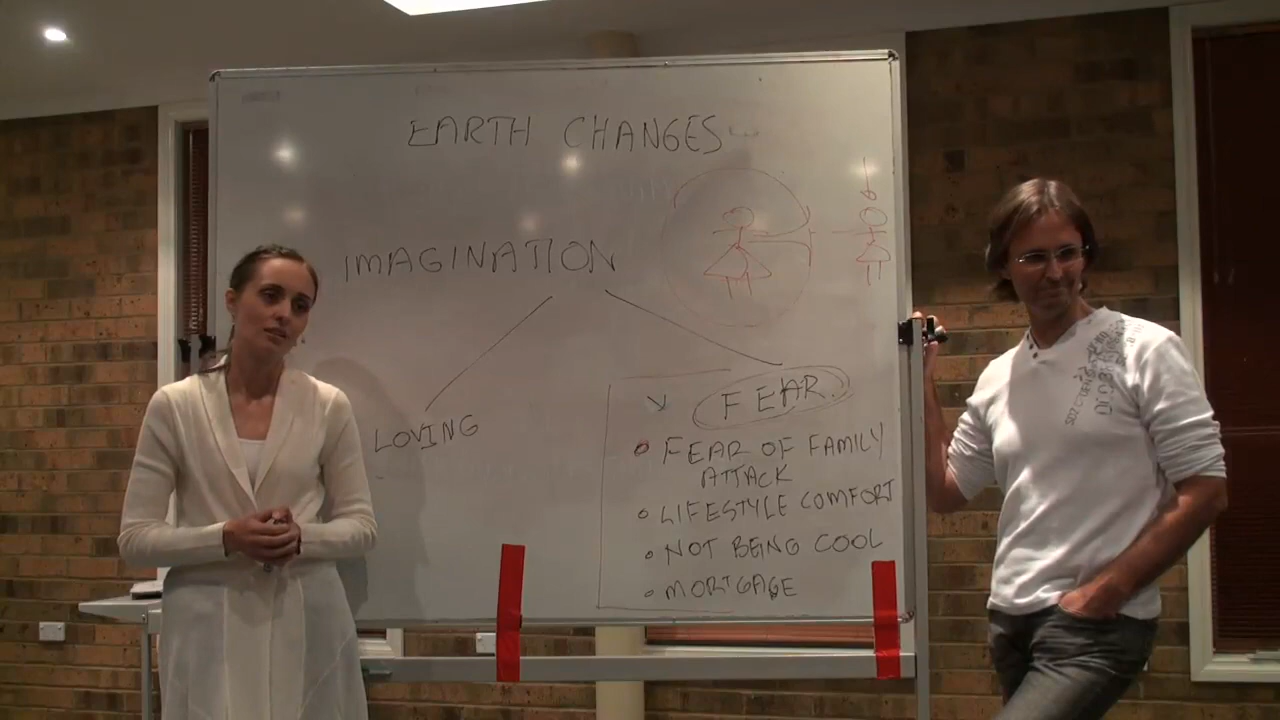 EARTH CHANGES
IMAGINATION
LOVING
FEAR
FEAR OF FAMILY
ATTACK
LIFESTYLE COMFORT
NOT BEING COOL
MORTGAGE